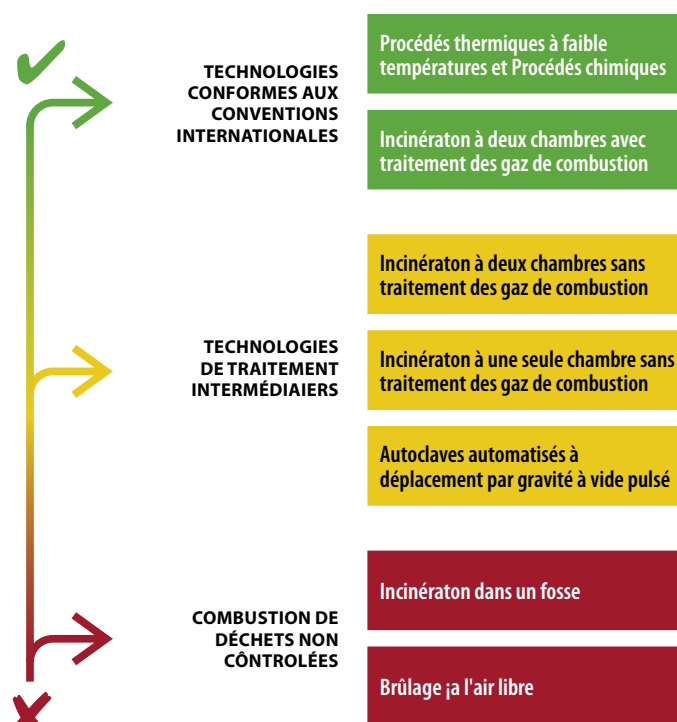 TECHNOLOGIES
CONFORMES AUX
CONVENTIONS
INTERNATIONALES
Procédés thermiques à faible
températures et Procédés chimiques
Incinératon à deux chambres avec
traitement des gaz de combustion
TECHNOLOGIES
DE TRAITEMENT
INTERMÉDIAIERS
Incinératon à deux chambres sans
traitement des gaz de combustion
Incinératon à une seule chambre sans
traitement des gaz de combustion
Autoclaves automatisés à
déplacement par gravité à vide pulsé
COMBUSTION DE
DÉCHETS NON
CÔNTROLÉES
Incinératon dans un fosse
Brûlage ¡a l'air libre